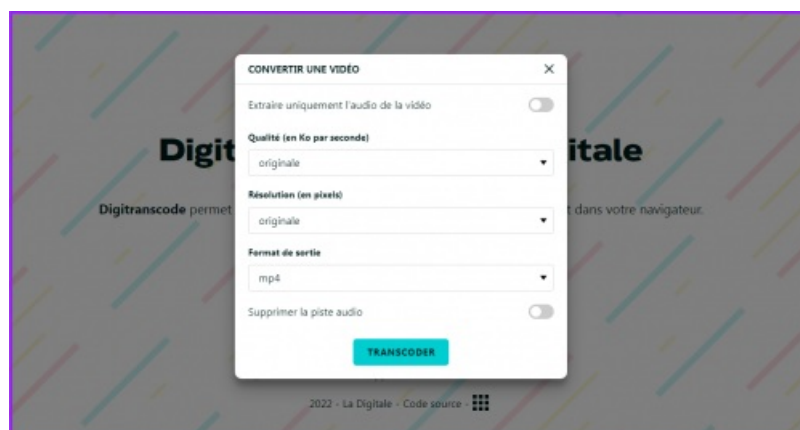 CONVERTIR UNE VIDÉO
Extraire uniquement l'audio de la vidéo
Qualité (en Ko par seconde)
originale
Digit itale
Résolution (en pixels)
Digitranscode permet t dans votre navigateur.
originale
Format de sortie
mp4
Supprimer la piste audio
TRANSCODER
2022 - La Digitale - Code source -